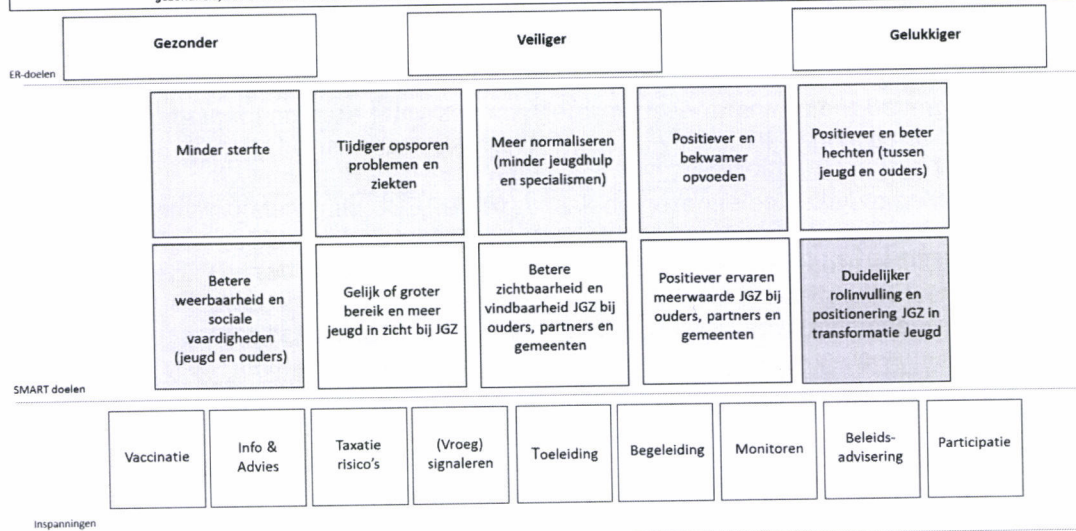 Gezonder
Veiliger
Gelukkiger
ER-doelen
Minder sterfte
Tijdiger opsporen
problemen en
ziekten
Meer normaliseren
(minder jeugdhulp
en specialismen)
Positiever en
bekwamer
opvoeden
Positiever en beter
hechten (tussen
jeugd en ouders)
Betere
weerbaarheid en
sociale
vaardigheden
(jeugd en ouders)
Gelijk of groter
bereik en meer
jeugd in zicht bij JGZ
Betere
zichtbaarheid en
vindbaarheid JGZ bij
ouders, partners en
gemeenten
Positiever ervaren
meerwaarde JGZ bij
ouders, partners en
gemeenten
Duidelijker
rolinvulling en
positionering JGZ in
transformatie Jeugd
SMART doelen
Vaccinatie
Info &
Advies
Taxatie
risico's
(Vroeg)
signaleren
Toeleiding
Begeleiding
Monitoren
Beleids-
advisering
Participatie
Inspanningen